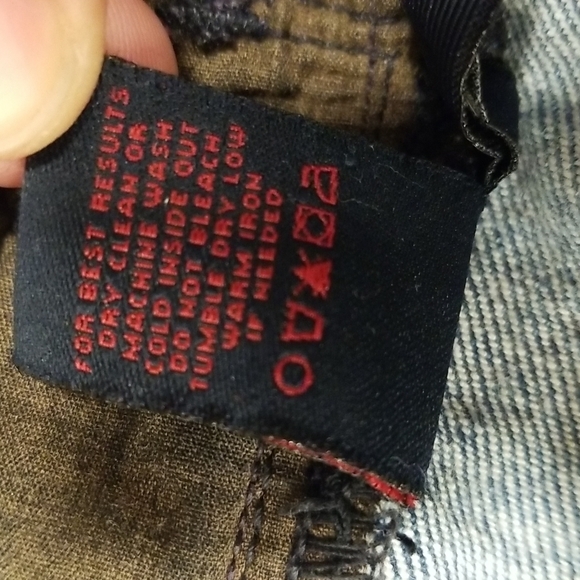 FOR BEST RESULTS
DRY CLEAN OR
MACHINE WASH
COLD INSIDE OUT
DO NOT BLEACH
TUMBLE DRY LOW
WARM IRON
IF NEEDED